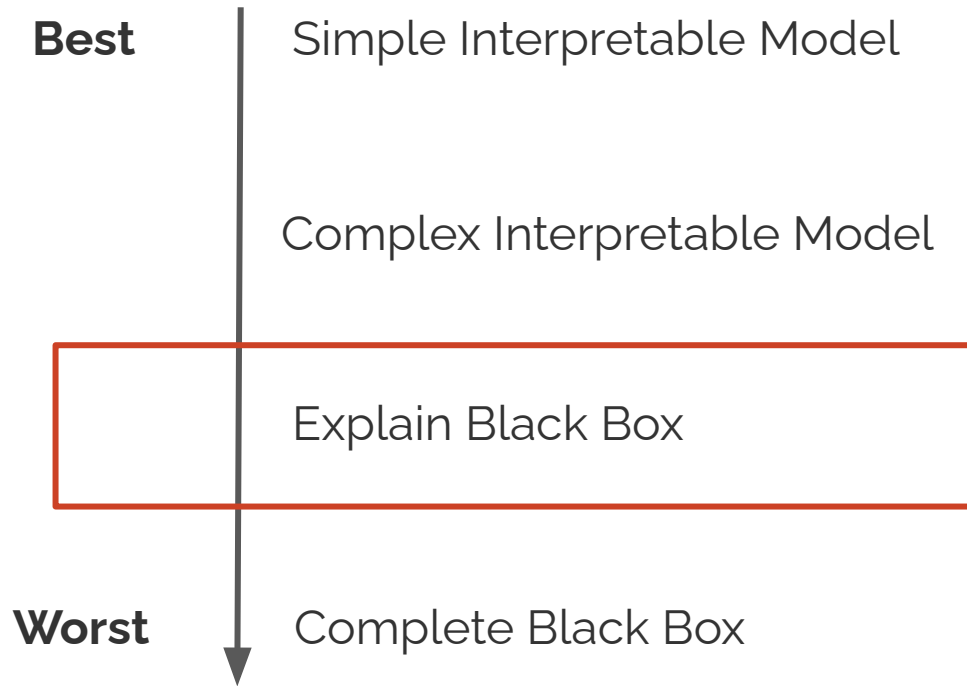 Best Simple Interpretable Model
Complex Interpretable Model
Explain Black Box
Worst Complete Black Box